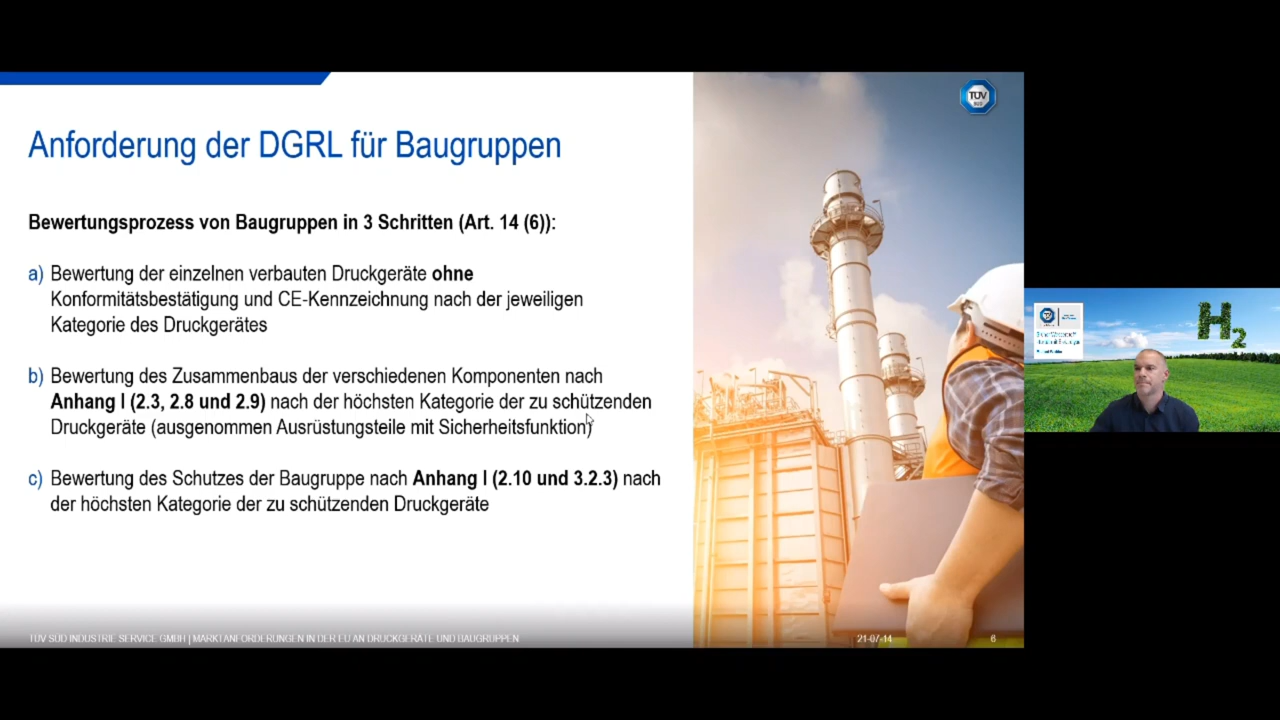 Anforderung der DGRL für Baugruppen
Bewertungsprozess von Baugruppen in 3 Schritten (Art. 14 (6)):
a) Bewertung der einzelnen verbauten Druckgeräte ohne
Konformitätsbestätigung und CE-Kennzeichnung nach der jeweiligen
Kategorie des Druckgerätes
b) Bewertung des Zusammenbaus der verschiedenen Komponenten nach
Anhang I (2.3, 2.8 und 2.9) nach der höchsten Kategorie der zu schützenden
Druckgeräte (ausgenommen Ausrüstungsteile mit Sicherheitsfunktion)
c) Bewertung des Schutzes der Baugruppe nach Anhang I (2.10 und 3.2.3) nach
der höchsten Kategorie der zu schützenden Druckgeräte
TÜV SÜD INDUSTRIE SERVICE GMBH | MARKTANFORDERUNGEN IN DER EU AN DRUCKGERÄTE UND BAUGRUPPEN
21-07-14
6
TÜV
SÜD
H2